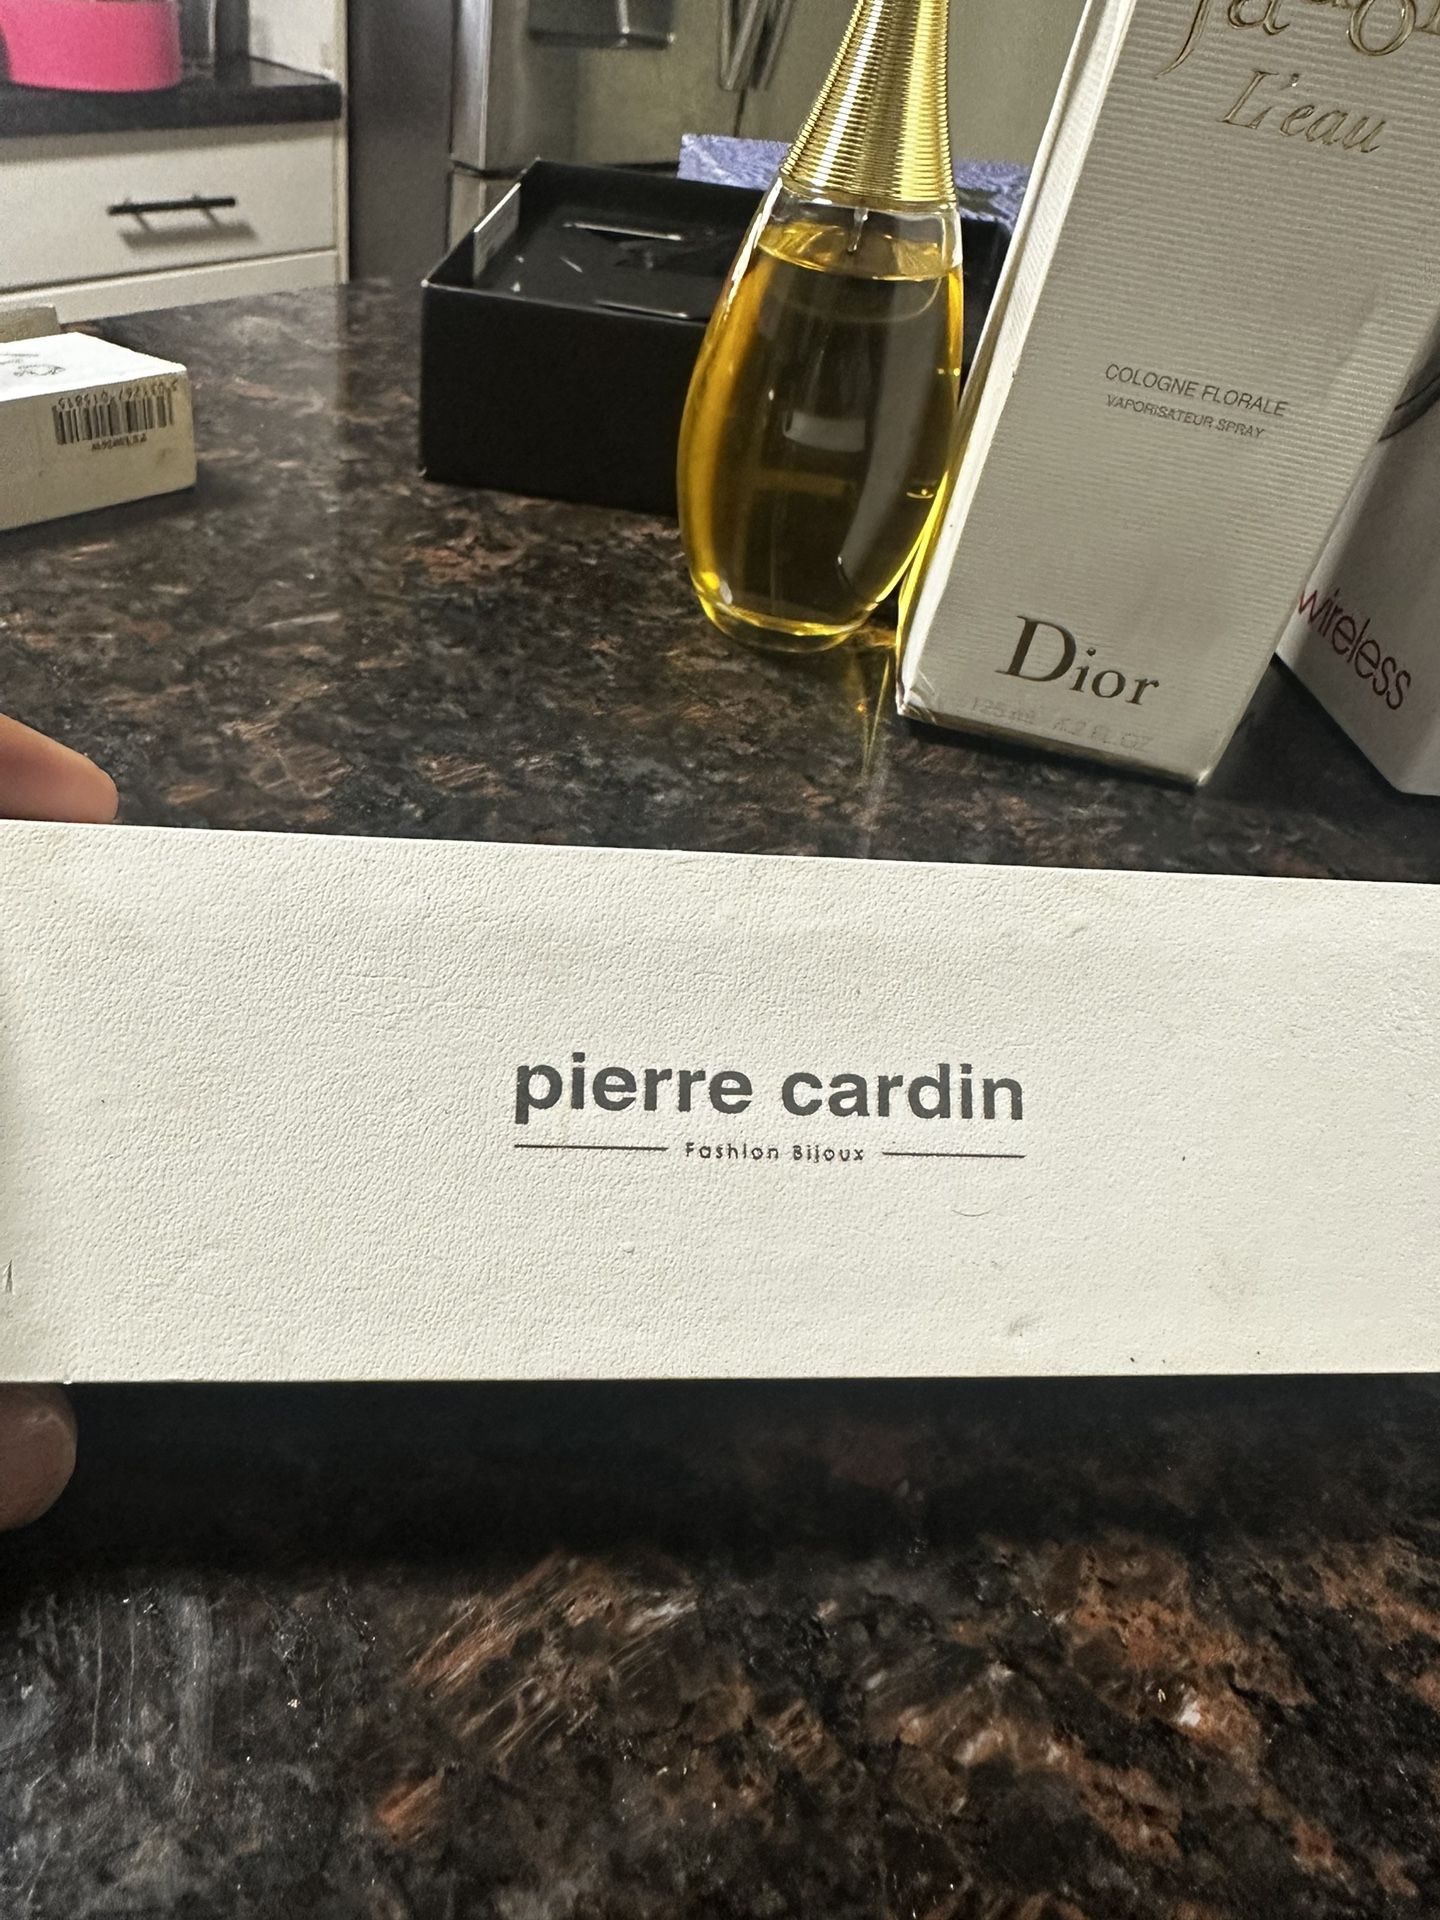 L'eau
COLOGNE FLORALE
VAPORISATEUR SPRAY
Dior
wireless
pierre cardin
Fashion Bijoux